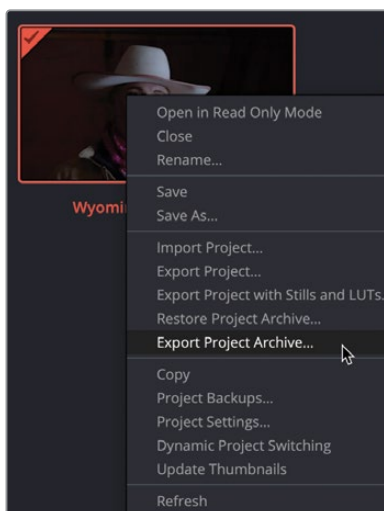 Wyomin
Open in Read Only Mode
Close
Rename...
Save
Save As...
Import Project...
Export Project...
Export Project with Stills and LUTs.
Restore Project Archive...
Export Project Archive...
Copy
Project Backups...
Project Settings...
Dynamic Project Switching
Update Thumbnails
Refresh